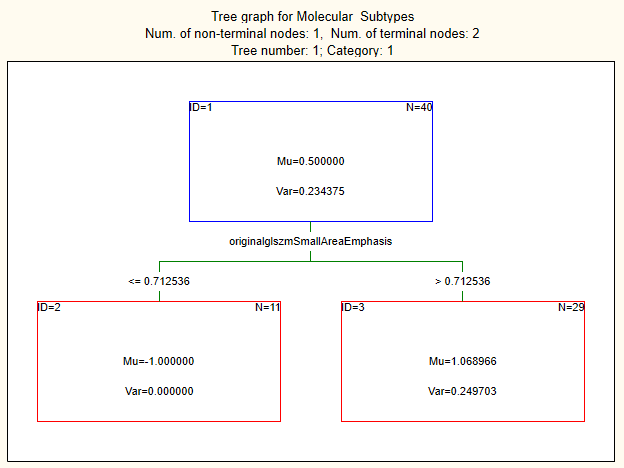 Tree graph for Molecular  Subtypes
Num. of non-terminal nodes: 1,  Num. of terminal nodes: 2
Tree number: 1; Category: 1
ID=1 N=40
Mu=0.500000
Var=0.234375
originalglszmSmallAreaEmphasis
<= 0.712536 > 0.712536
ID=2 N=11 ID=3 N=29
Mu=-1.000000 Mu=1.068966
Var=0.000000 Var=0.249703